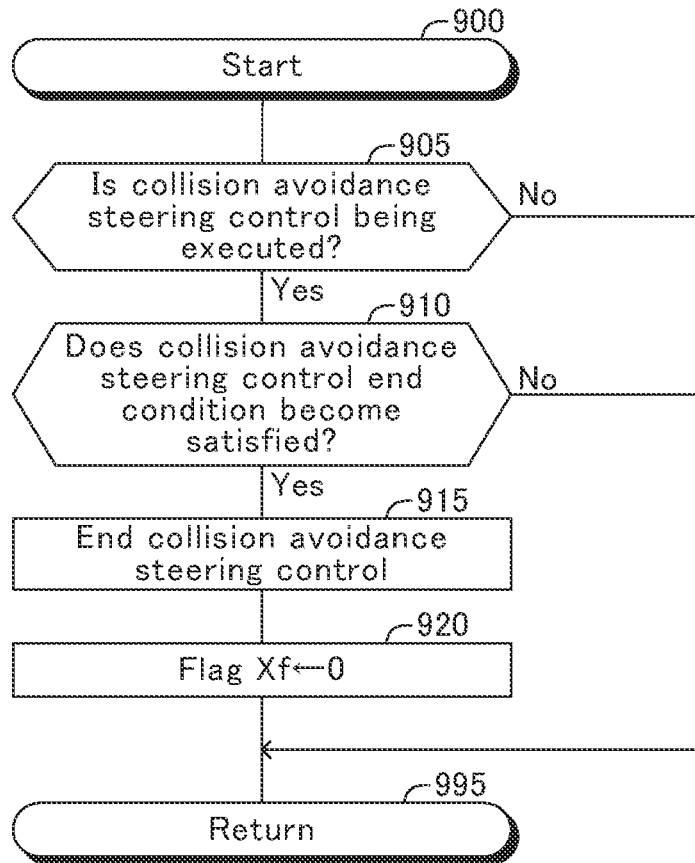 900
Start
905
Is collision avoidance
steering control being
executed?
No
Yes
910
Does collision avoidance
steering control end
condition become
satisfied?
No
Yes
915
End collision avoidance
steering control
920
Flag Xf←0
995
Return